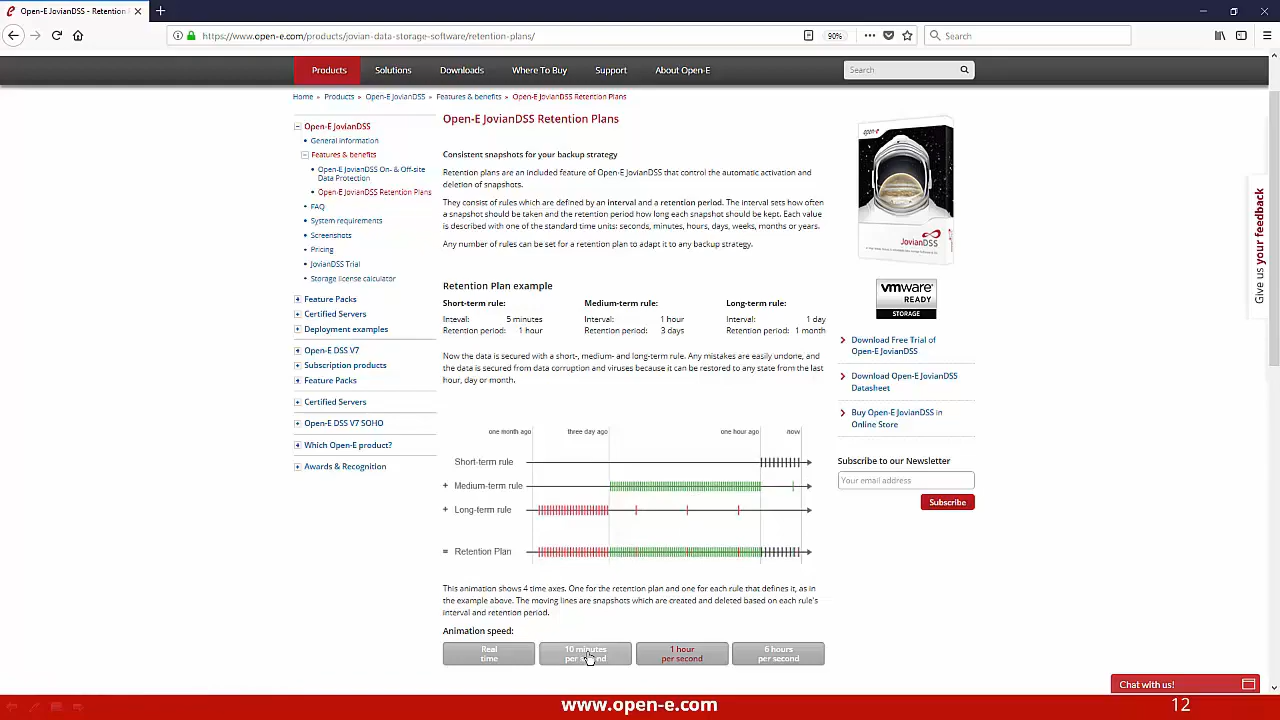 Open-E JovianDSS - Retention P
https://www.open-e.com/products/jovian-data-storage-software/retention-plans/
90%
Search
Products
Solutions
Downloads
Where To Buy
Support
About Open-E
Search
Home » Products » Open-E JovianDSS » Features & benefits » Open-E JovianDSS Retention Plans
Open-E JovianDSS
General information
Features & benefits
Open-E JovianDSS On- & Off-site
Data Protection
Open-E JovianDSS Retention Plans
FAQ
System requirements
Screenshots
Pricing
JovianDSS Trial
Storage license calculator
Feature Packs
Certified Servers
Deployment examples
Open-E DSS V7
Subscription products
Feature Packs
Certified Servers
Open-E DSS V7 SOHO
Which Open-E product?
Awards & Recognition
Open-E JovianDSS Retention Plans
Consistent snapshots for your backup strategy
Retention plans are an included feature of Open-E JovianDSS that control the automatic activation and
deletion of snapshots.
They consist of rules which are defined by an interval and a retention period. The interval sets how often
a snapshot should be taken and the retention period how long each snapshot should be kept. Each value
is described with one of the standard time units: seconds, minutes, hours, days, weeks, months or years.
Any number of rules can be set for a retention plan to adapt it to any backup strategy.
Retention Plan example
Short-term rule:
Interval: 5 minutes
Retention period: 1 hour
Medium-term rule:
Interval: 1 hour
Retention period: 3 days
Long-term rule:
Interval: 1 day
Retention period: 1 month
Now the data is secured with a short-, medium- and long-term rule. Any mistakes are easily undone, and
the data is secured from data corruption and viruses because it can be restored to any state from the last
hour, day or month.
one month ago
three day ago
one hour ago
now
Short-term rule
+ Medium-term rule
+ Long-term rule
= Retention Plan
This animation shows 4 time axes. One for the retention plan and one for each rule that defines it, as in
the example above. The moving lines are snapshots which are created and deleted based on each rule's
interval and retention period.
Animation speed:
Real
time
10 minutes
per second
1 hour
per second
6 hours
per second
open-e
JovianDSS
vmware
READY
STORAGE
Download Free Trial of
Open-E JovianDSS
Download Open-E JovianDSS
Datasheet
Buy Open-E JovianDSS in
Online Store
Subscribe to our Newsletter
Your email address
Subscribe
Give us your feedback
Chat with us!
www.open-e.com
12